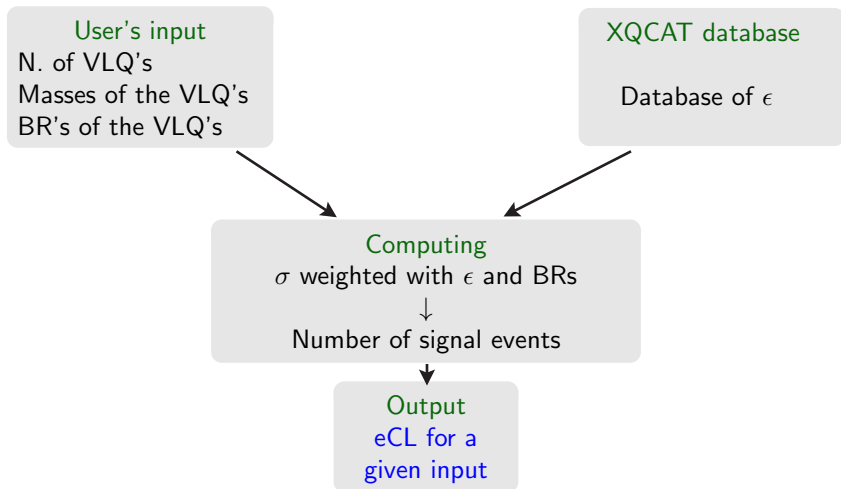 User's input
N. of VLQ's
Masses of the VLQ's
BR's of the VLQ's
XQCAT database
Database of ϵ
Computing
σ weighted with ϵ and BRs
↓
Number of signal events
Output
eCL for a
given input